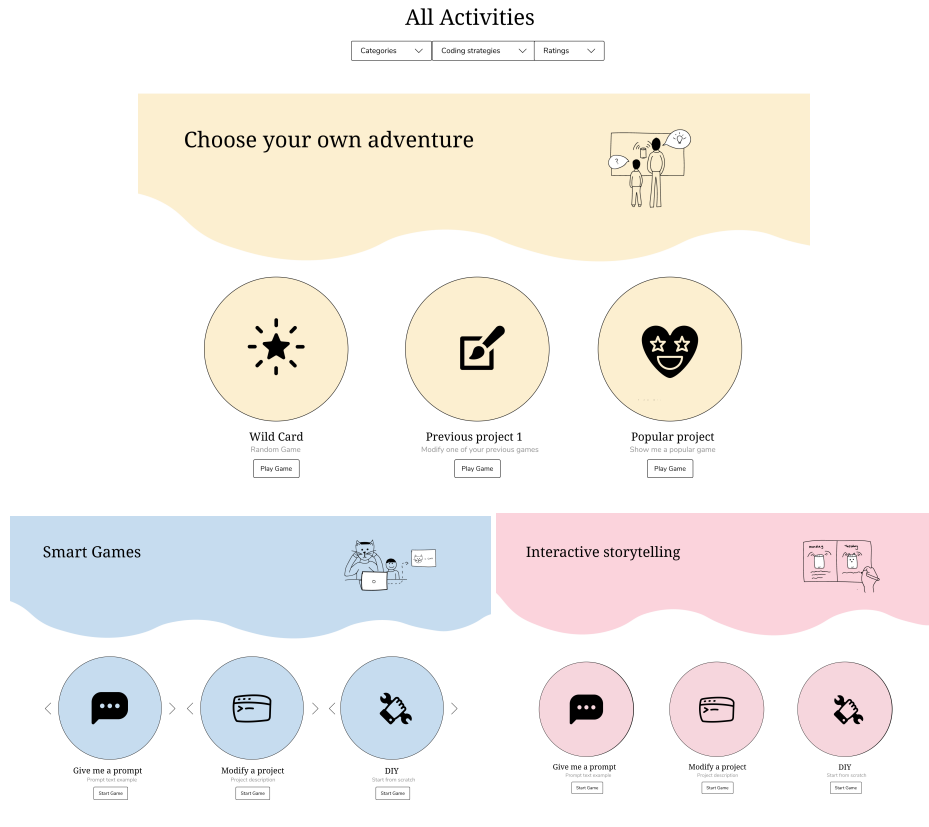 All Activities
Categories
Coding strategies
Ratings
Choose your own adventure
?
Wild Card
Random Game
Play Game
Previous project 1
Modify one of your previous games
Play Game
Popular project
Show me a popular game
Play Game
Smart Games
Give me a prompt
Prompt text example
Start Game
Modify a project
Project description
Start Game
DIY
Start from scratch
Start Game
Interactive storytelling
Give me a prompt
Prompt text example
Start Game
Modify a project
Project description
Start Game
DIY
Start from scratch
Start Game